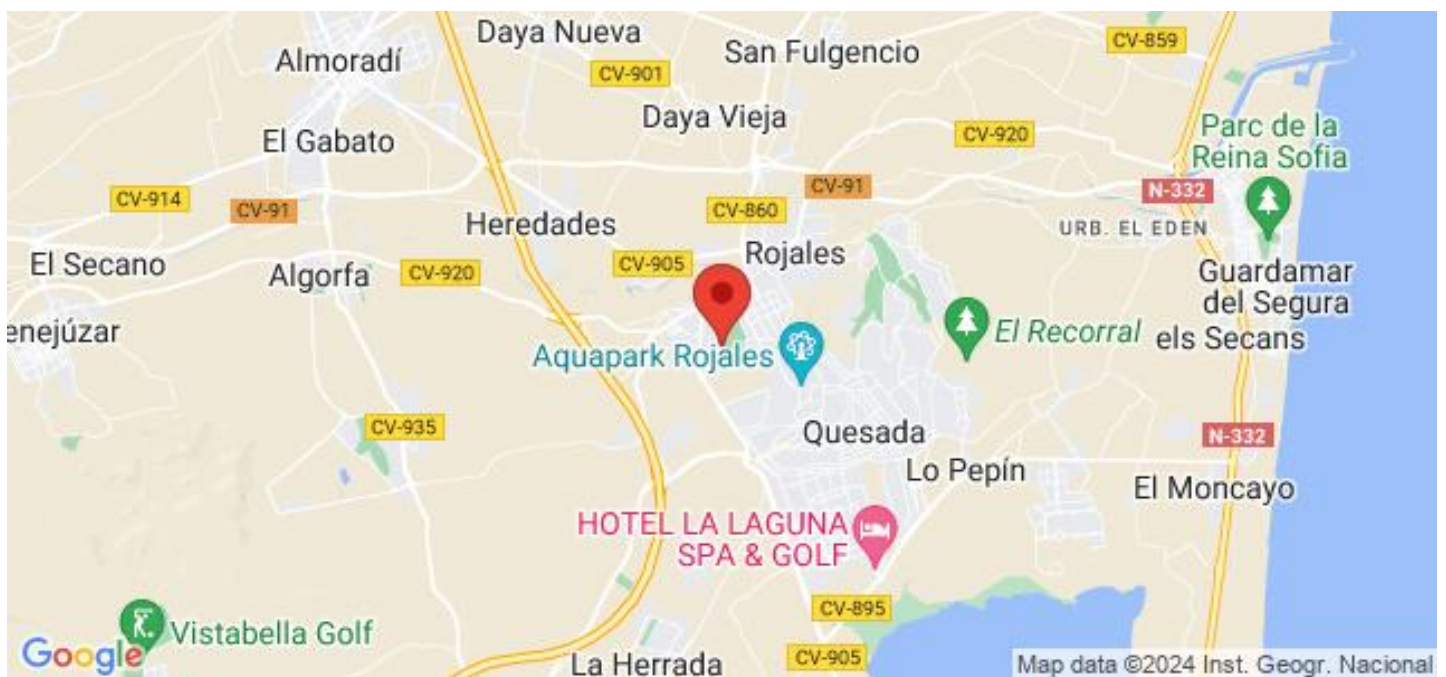 Daya Nueva
San Fulgencio
CV-859
Almoradí
CV-901
Daya Vieja
Parc de la
Reina Sofia
El Gabato
CV-920
CV-914
CV-91
CV-860
CV-91
N-332
Heredades
URB. EL EDEN
El Secano
Algorfa
CV-920
CV-905
Rojales
Guardamar
del Segura
enejúzar
Aquapark Rojales
El Recorral
els Secans
CV-935
Quesada
N-332
Lo Pepín
El Moncayo
HOTEL LA LAGUNA
SPA & GOLF
CV-895
Vistabella Golf
Google
La Herrada
CV-905
Map data ©2024 Inst. Geogr. Nacional